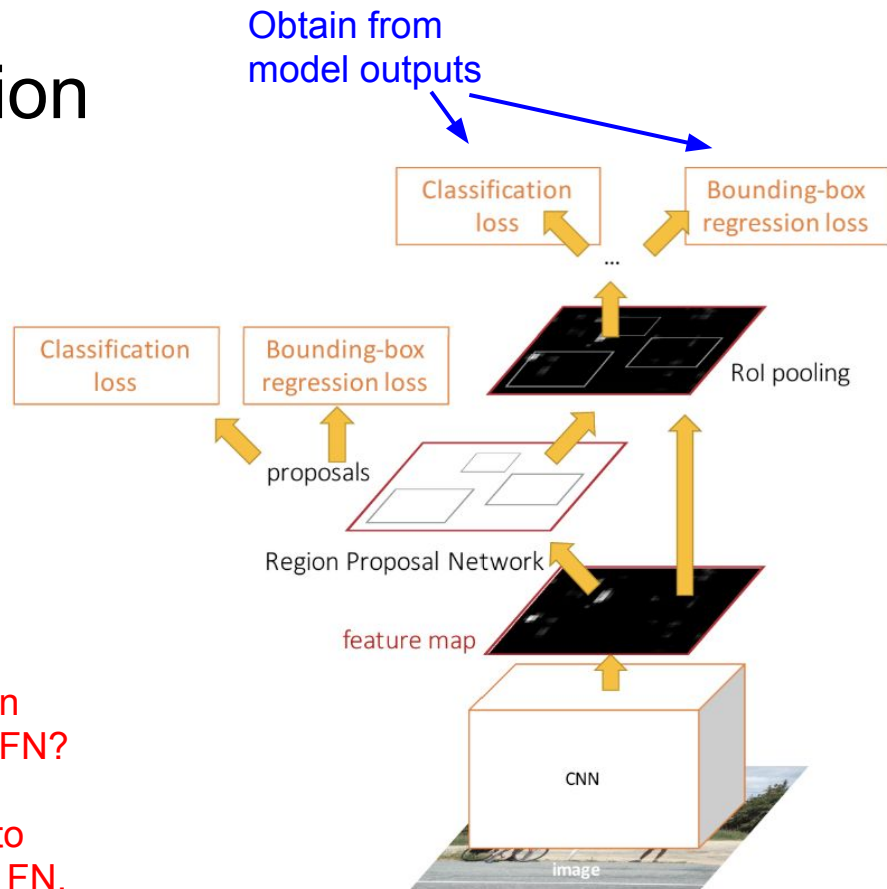 Obtain from
model outputs
ion
Classification
loss
Bounding-box
regression loss
...
Classification
loss
Bounding-box
regression loss
RoI pooling
proposals
Region Proposal Network
feature map
n
FN?
CNN
to
FN.
image